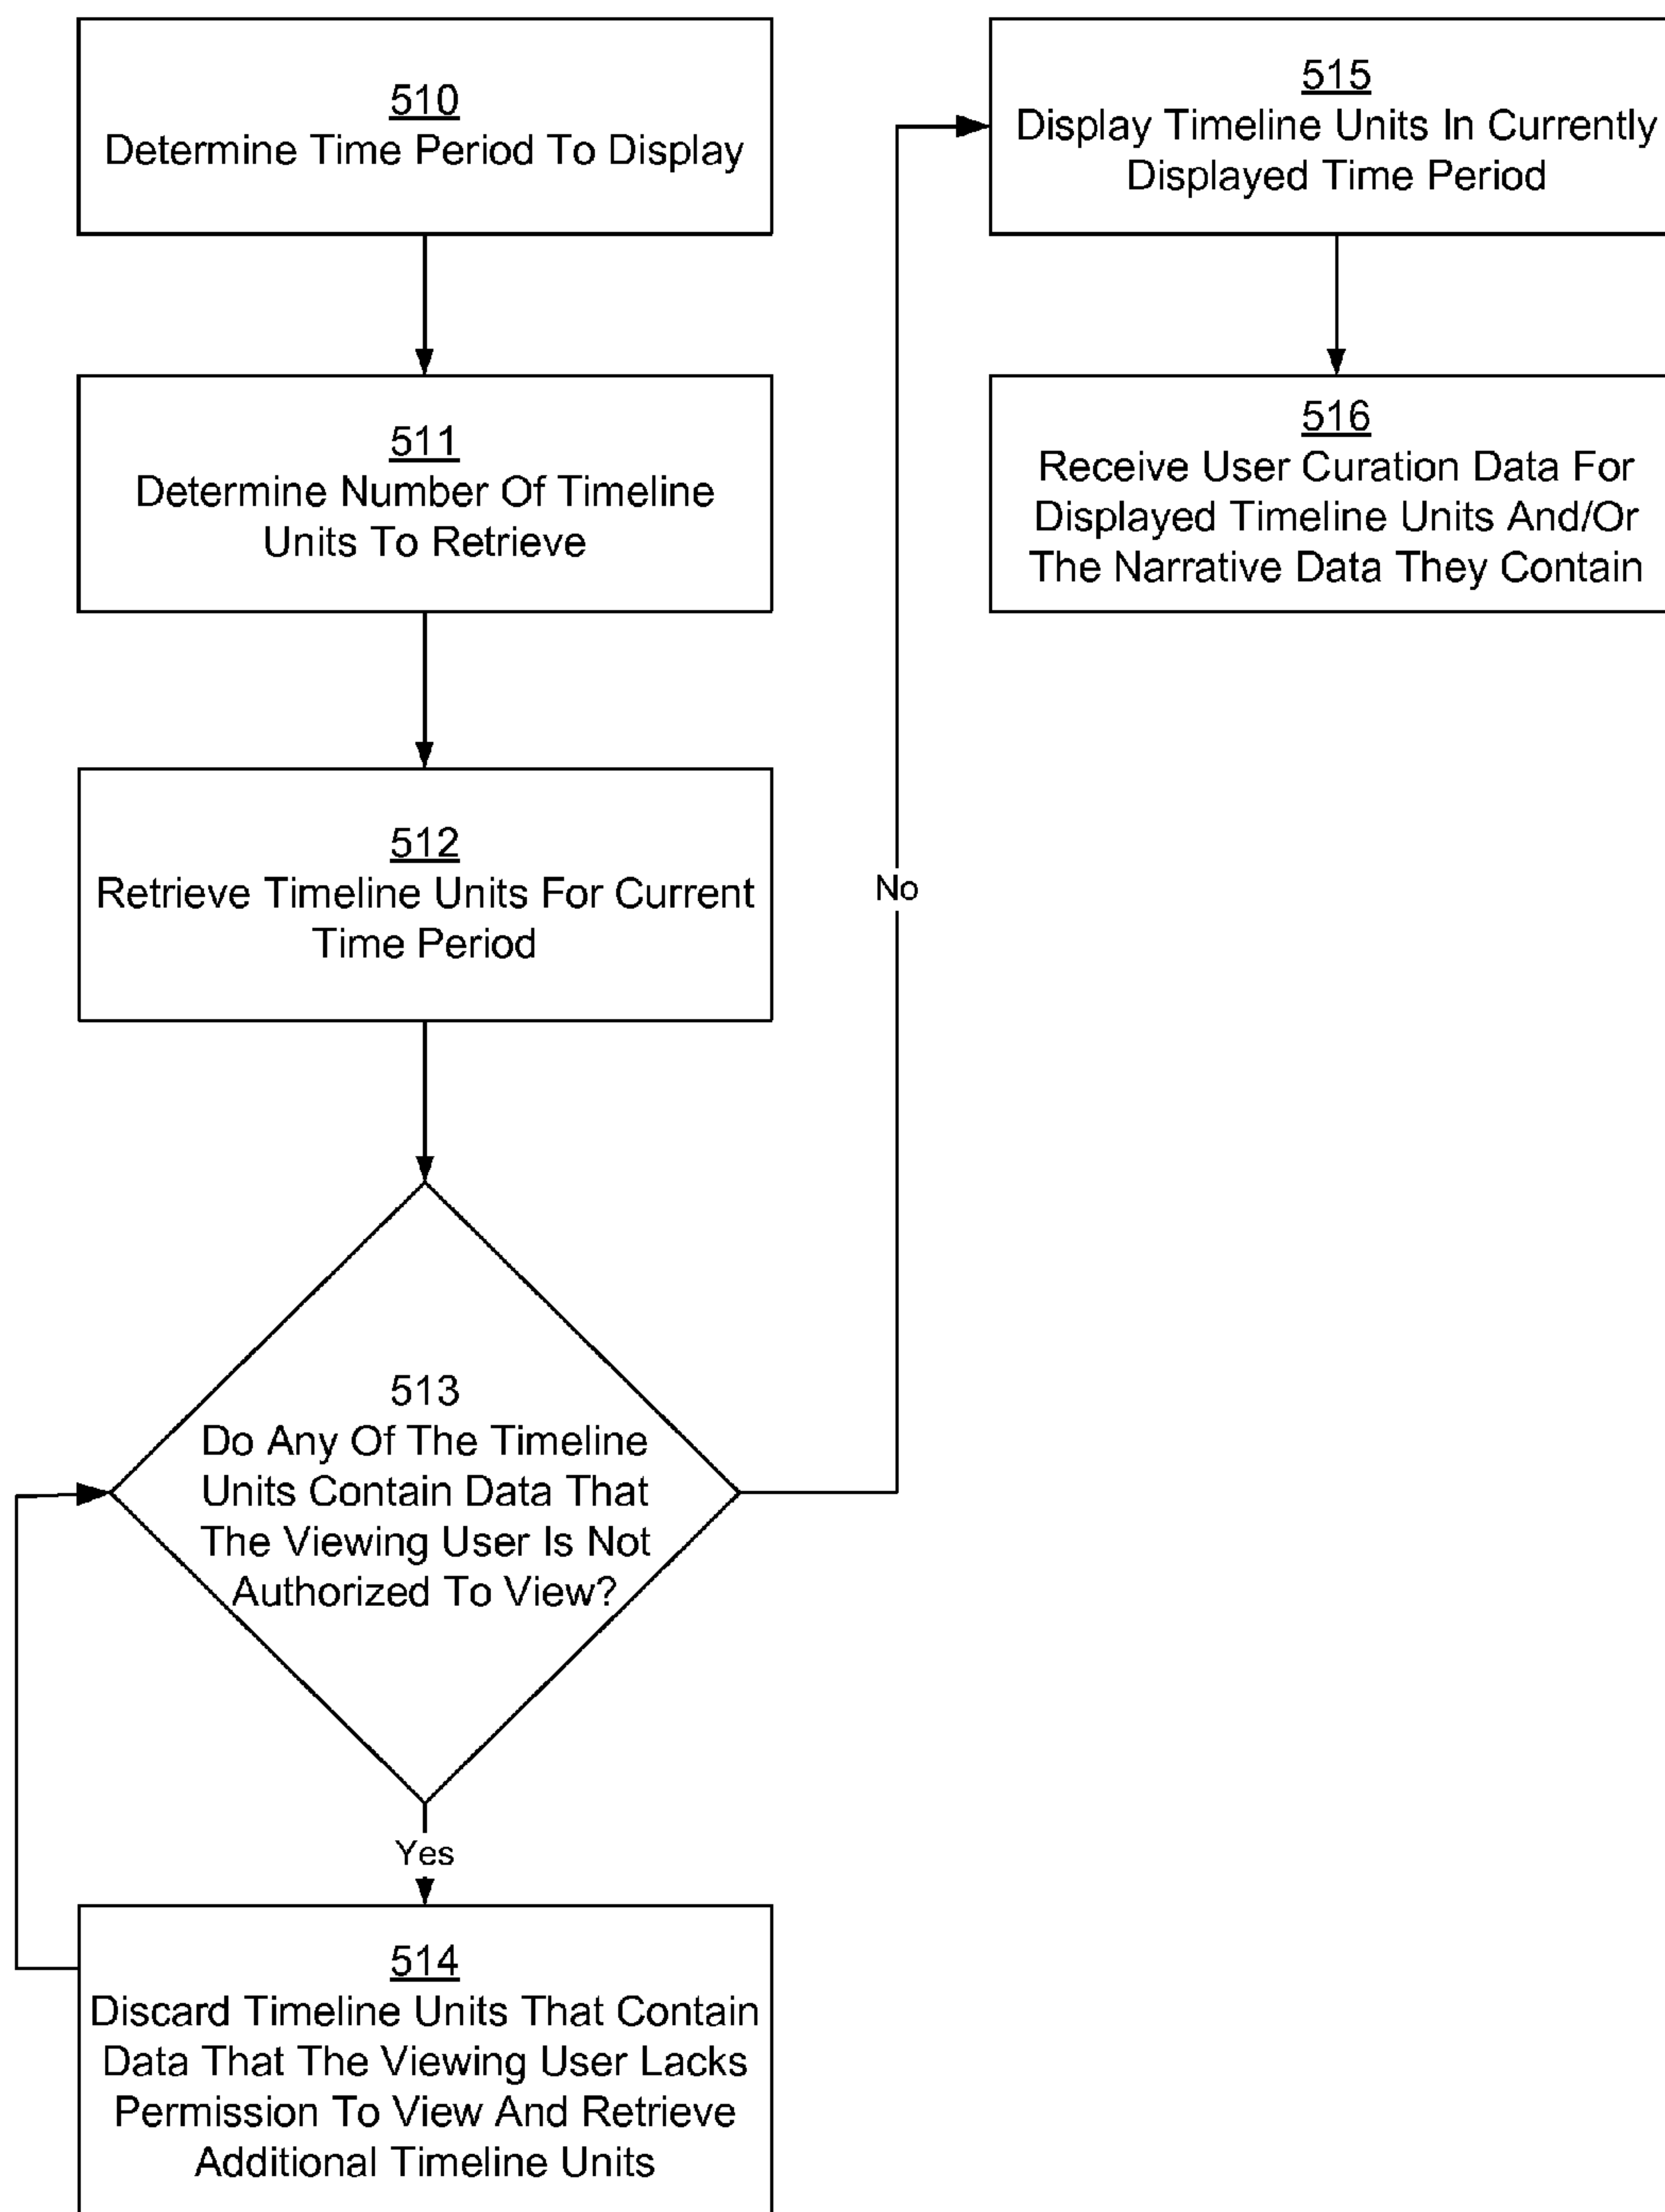 510
Determine Time Period To Display
511
Determine Number Of Timeline
Units To Retrieve
512
Retrieve Timeline Units For Current
Time Period
513
Do Any Of The Timeline
Units Contain Data That
The Viewing User Is Not
Authorized To View?
Yes
514
Discard Timeline Units That Contain
Data That The Viewing User Lacks
Permission To View And Retrieve
Additional Timeline Units
No
515
Display Timeline Units In Currently
Displayed Time Period
516
Receive User Curation Data For
Displayed Timeline Units And/Or
The Narrative Data They Contain